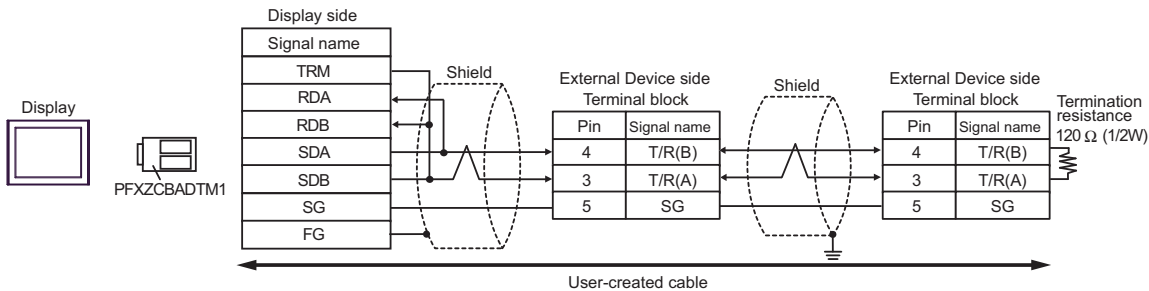 Display
PFXZCBADTM1
Display side
Signal name
TRM
RDA
RDB
SDA
SDB
SG
FG
Shield
External Device side
Terminal block
Pin Signal name
4 T/R(B)
3 T/R(A)
5 SG
Shield
External Device side
Terminal block
Pin Signal name
4 T/R(B)
3 T/R(A)
5 SG
Termination
resistance
120 Ω (1/2W)
User-created cable